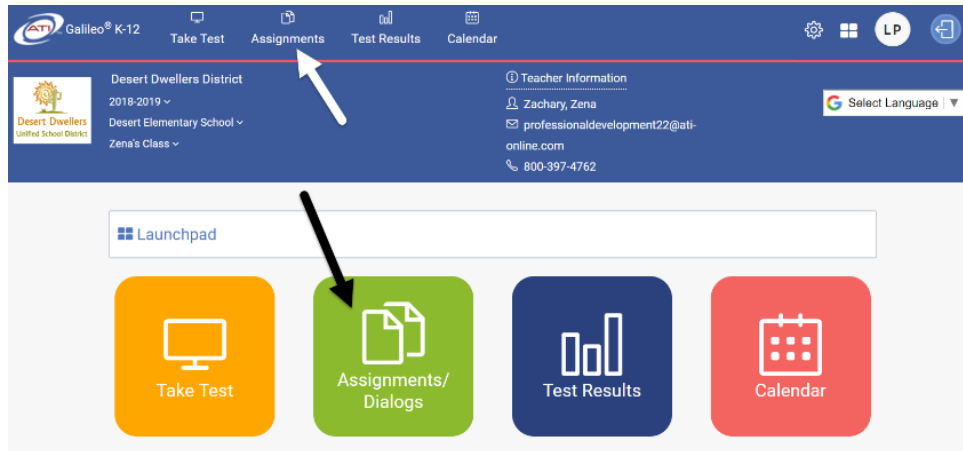 ATI Galileo® K-12
Take Test
Assignments
Test Results
Calendar
LP
Desert Dwellers
Unified School District
Desert Dwellers District
2018-2019
Desert Elementary School
Zena's Class
Teacher Information
Zachary, Zena
professionaldevelopment22@ati-
online.com
800-397-4762
G Select Language ▼
Launchpad
Take Test
Assignments/
Dialogs
Test Results
Calendar